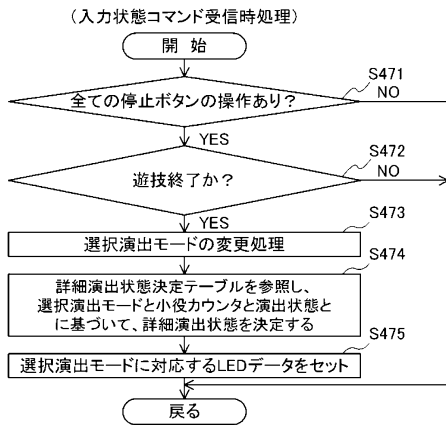 （入力状態コマンド受信時処理）
開 始
S471
全ての停止ボタンの操作あり？
NO
YES
S472
遊技終了か？
NO
YES
S473
選択演出モードの変更処理
S474
詳細演出状態決定テーブルを参照し、
選択演出モードと小役カウンタと演出状態と
に基づいて、詳細演出状態を決定する
S475
選択演出モードに対応するLEDデータをセット
戻る